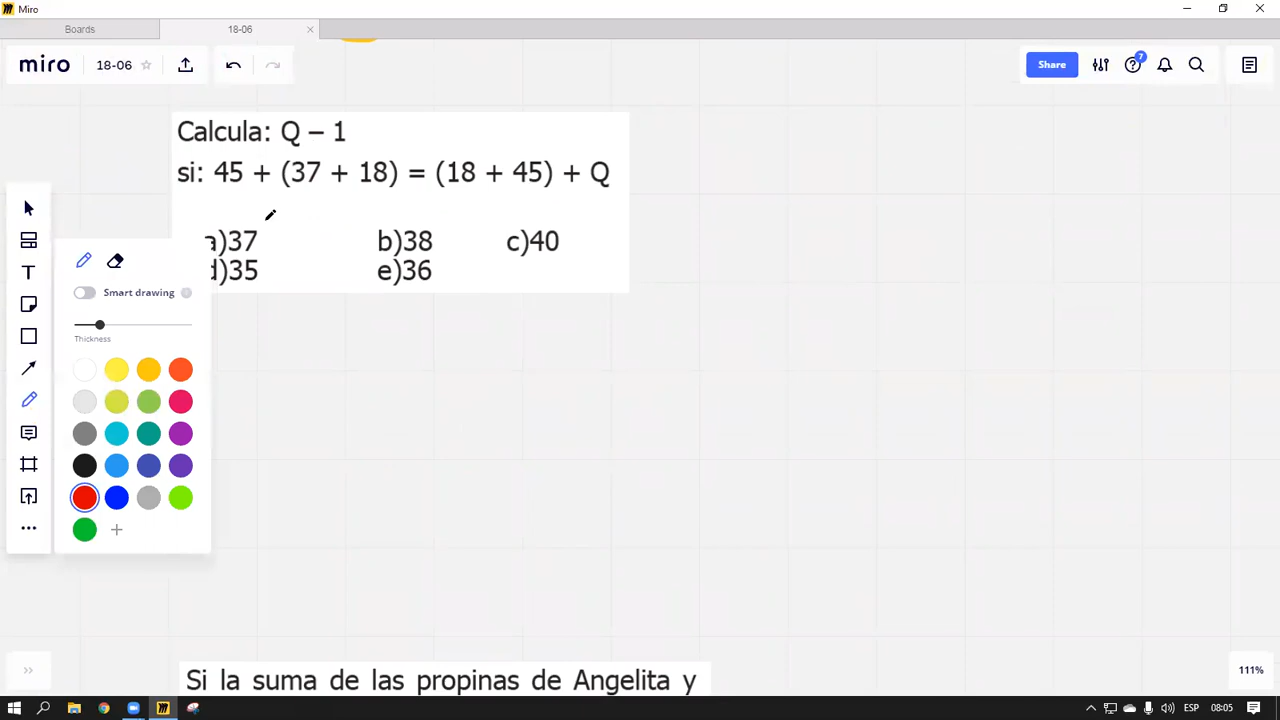 Miro
Boards
18-06
miro
18-06
Share
7
Calcula: Q – 1
si: 45 + (37 + 18) = (18 + 45) + Q
a)37 b)38 c)40
d)35 e)36
Smart drawing
Thickness
Si la suma de las propinas de Angelita y
111%
ESP 08:05